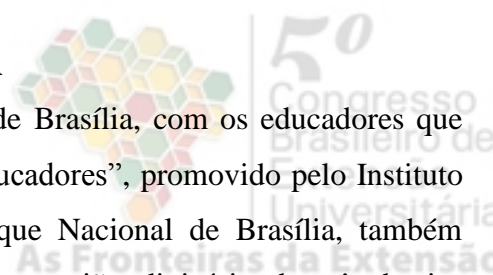 5º
Congresso
de Brasília, com os educadores que
Brasileiro de
ucadores”, promovido pelo Instituto
Extensão
Universitária
que Nacional de Brasília, também
As Fronteiras da Extensão